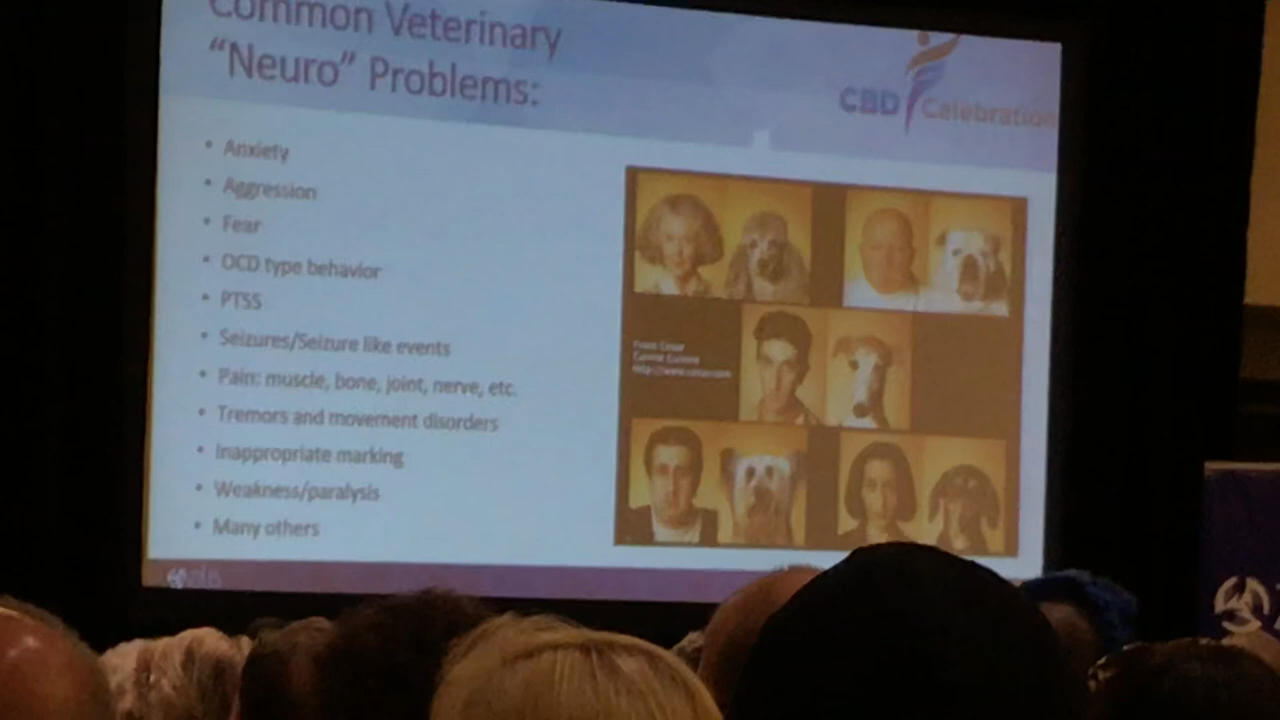 Common Veterinary
“Neuro” Problems:
CBD Celebration
• Anxiety
• Aggression
• Fear
• OCD type behavior
• PTSS
• Seizures/Seizure like events
• Pain: muscle, bone, joint, nerve, etc.
• Tremors and movement disorders
• Inappropriate marking
• Weakness/paralysis
• Many others